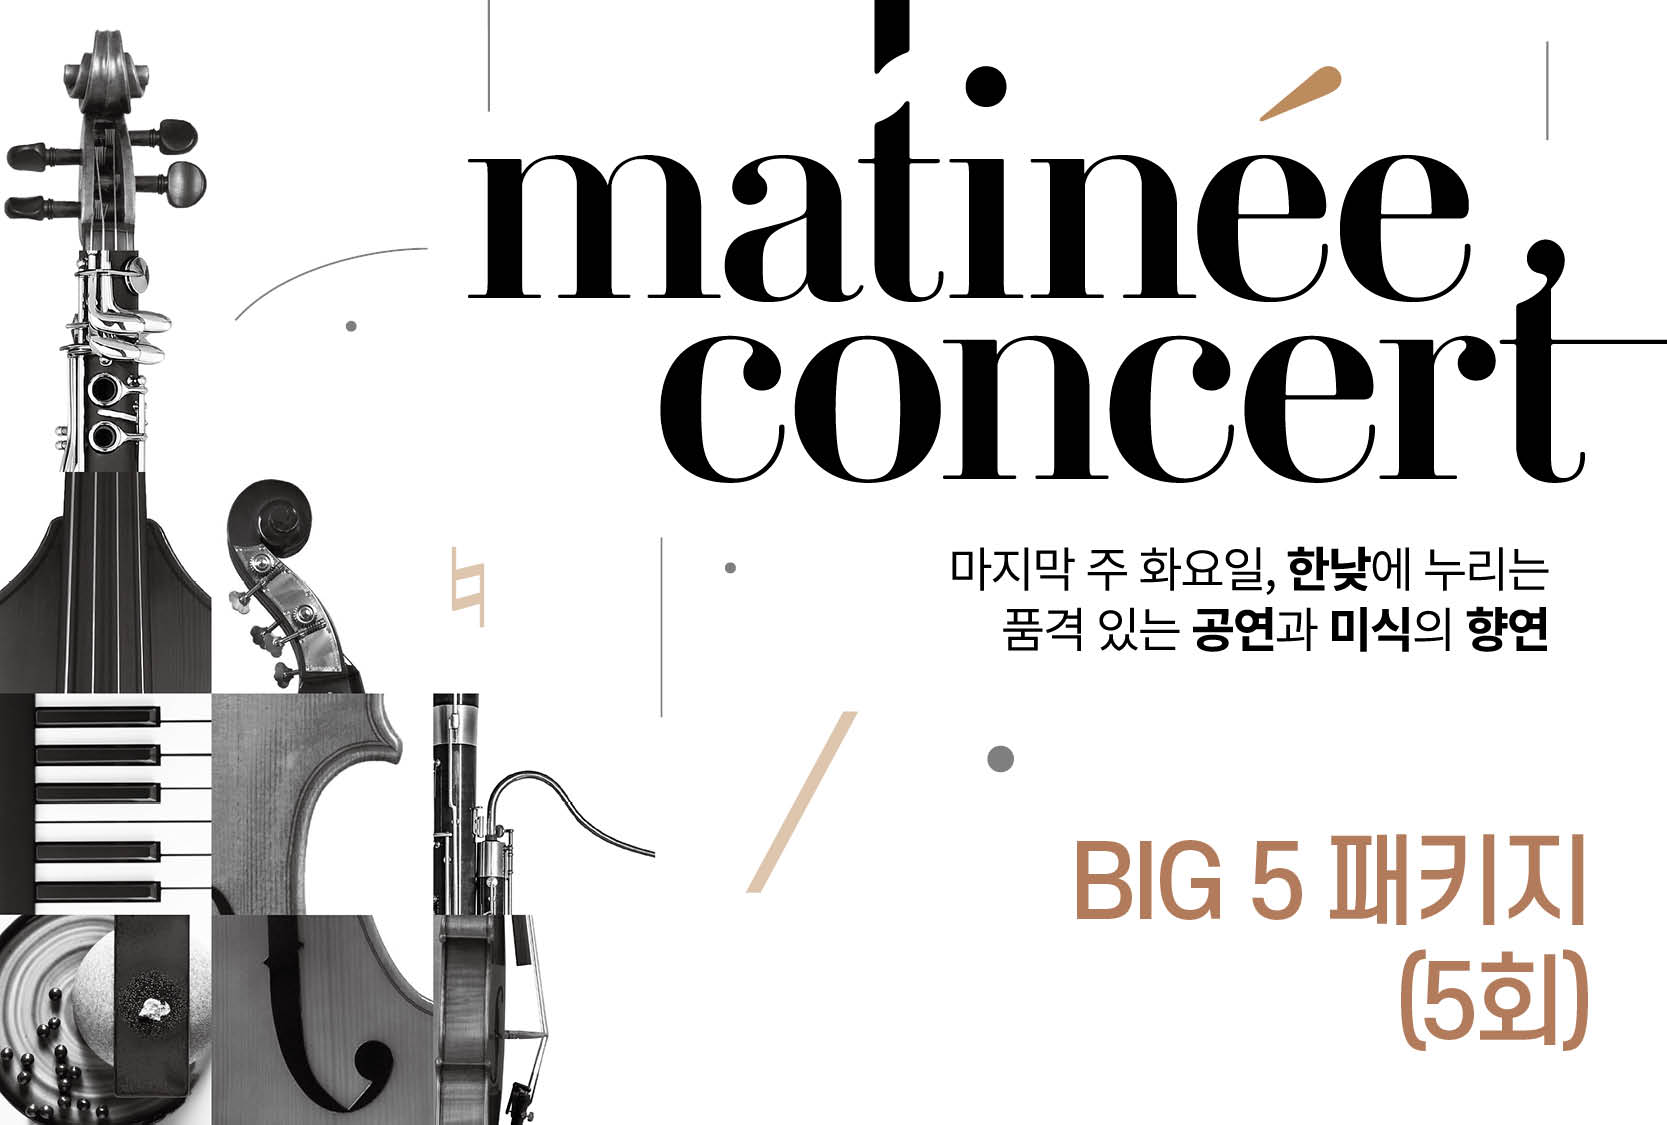 matinée
concert
마지막 주 화요일, 한낮에 누리는
품격 있는 공연과 미식의 향연
BIG 5 패키지
(5회)